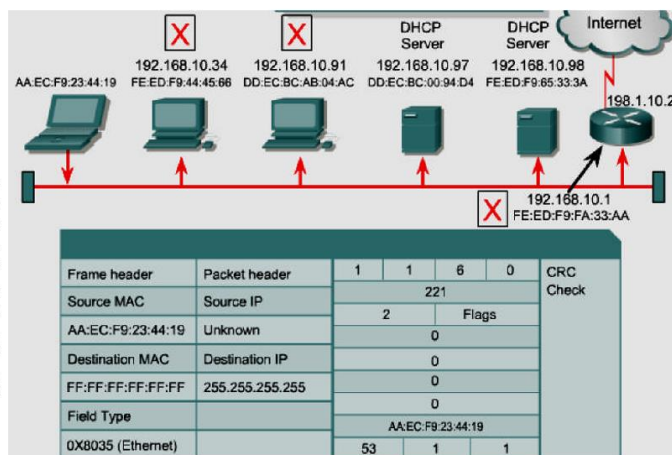 DHCP Server
DHCP Server
Internet
192.168.10.34
192.168.10.91
192.168.10.97
192.168.10.98
AA:EC:F9:23:44:19
FE:ED:F9:44:45:66
DD:EC:BC:AB:04:AC
DD:EC:BC:00:94:D4
FE:ED:F9:65:33:3A
198.1.10.2
X
X
X
192.168.10.1
FE:ED:F9:FA:33:AA
Frame header
Packet header
1 1 6 0
CRC Check
Source MAC
Source IP
221
2 Flags
AA:EC:F9:23:44:19
Unknown
0
Destination MAC
Destination IP
0
FF:FF:FF:FF:FF:FF
255.255.255.255
0
0
Field Type
AA:EC:F9:23:44:19
0X8035 (Ethernet)
53 1 1